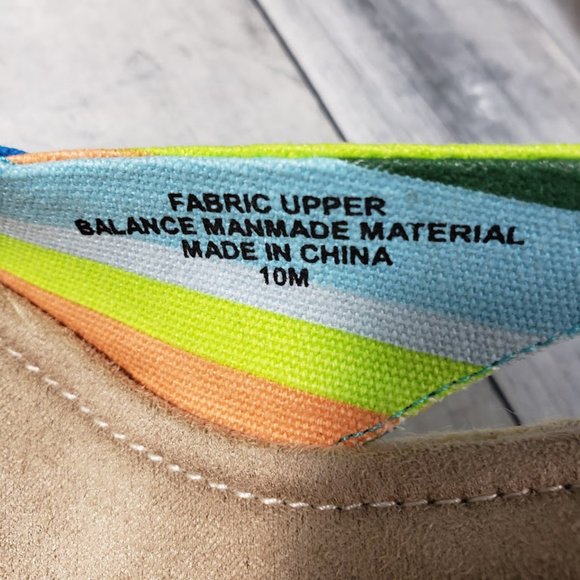 FABRIC UPPER
BALANCE MANMADE MATERIAL
MADE IN CHINA
10M